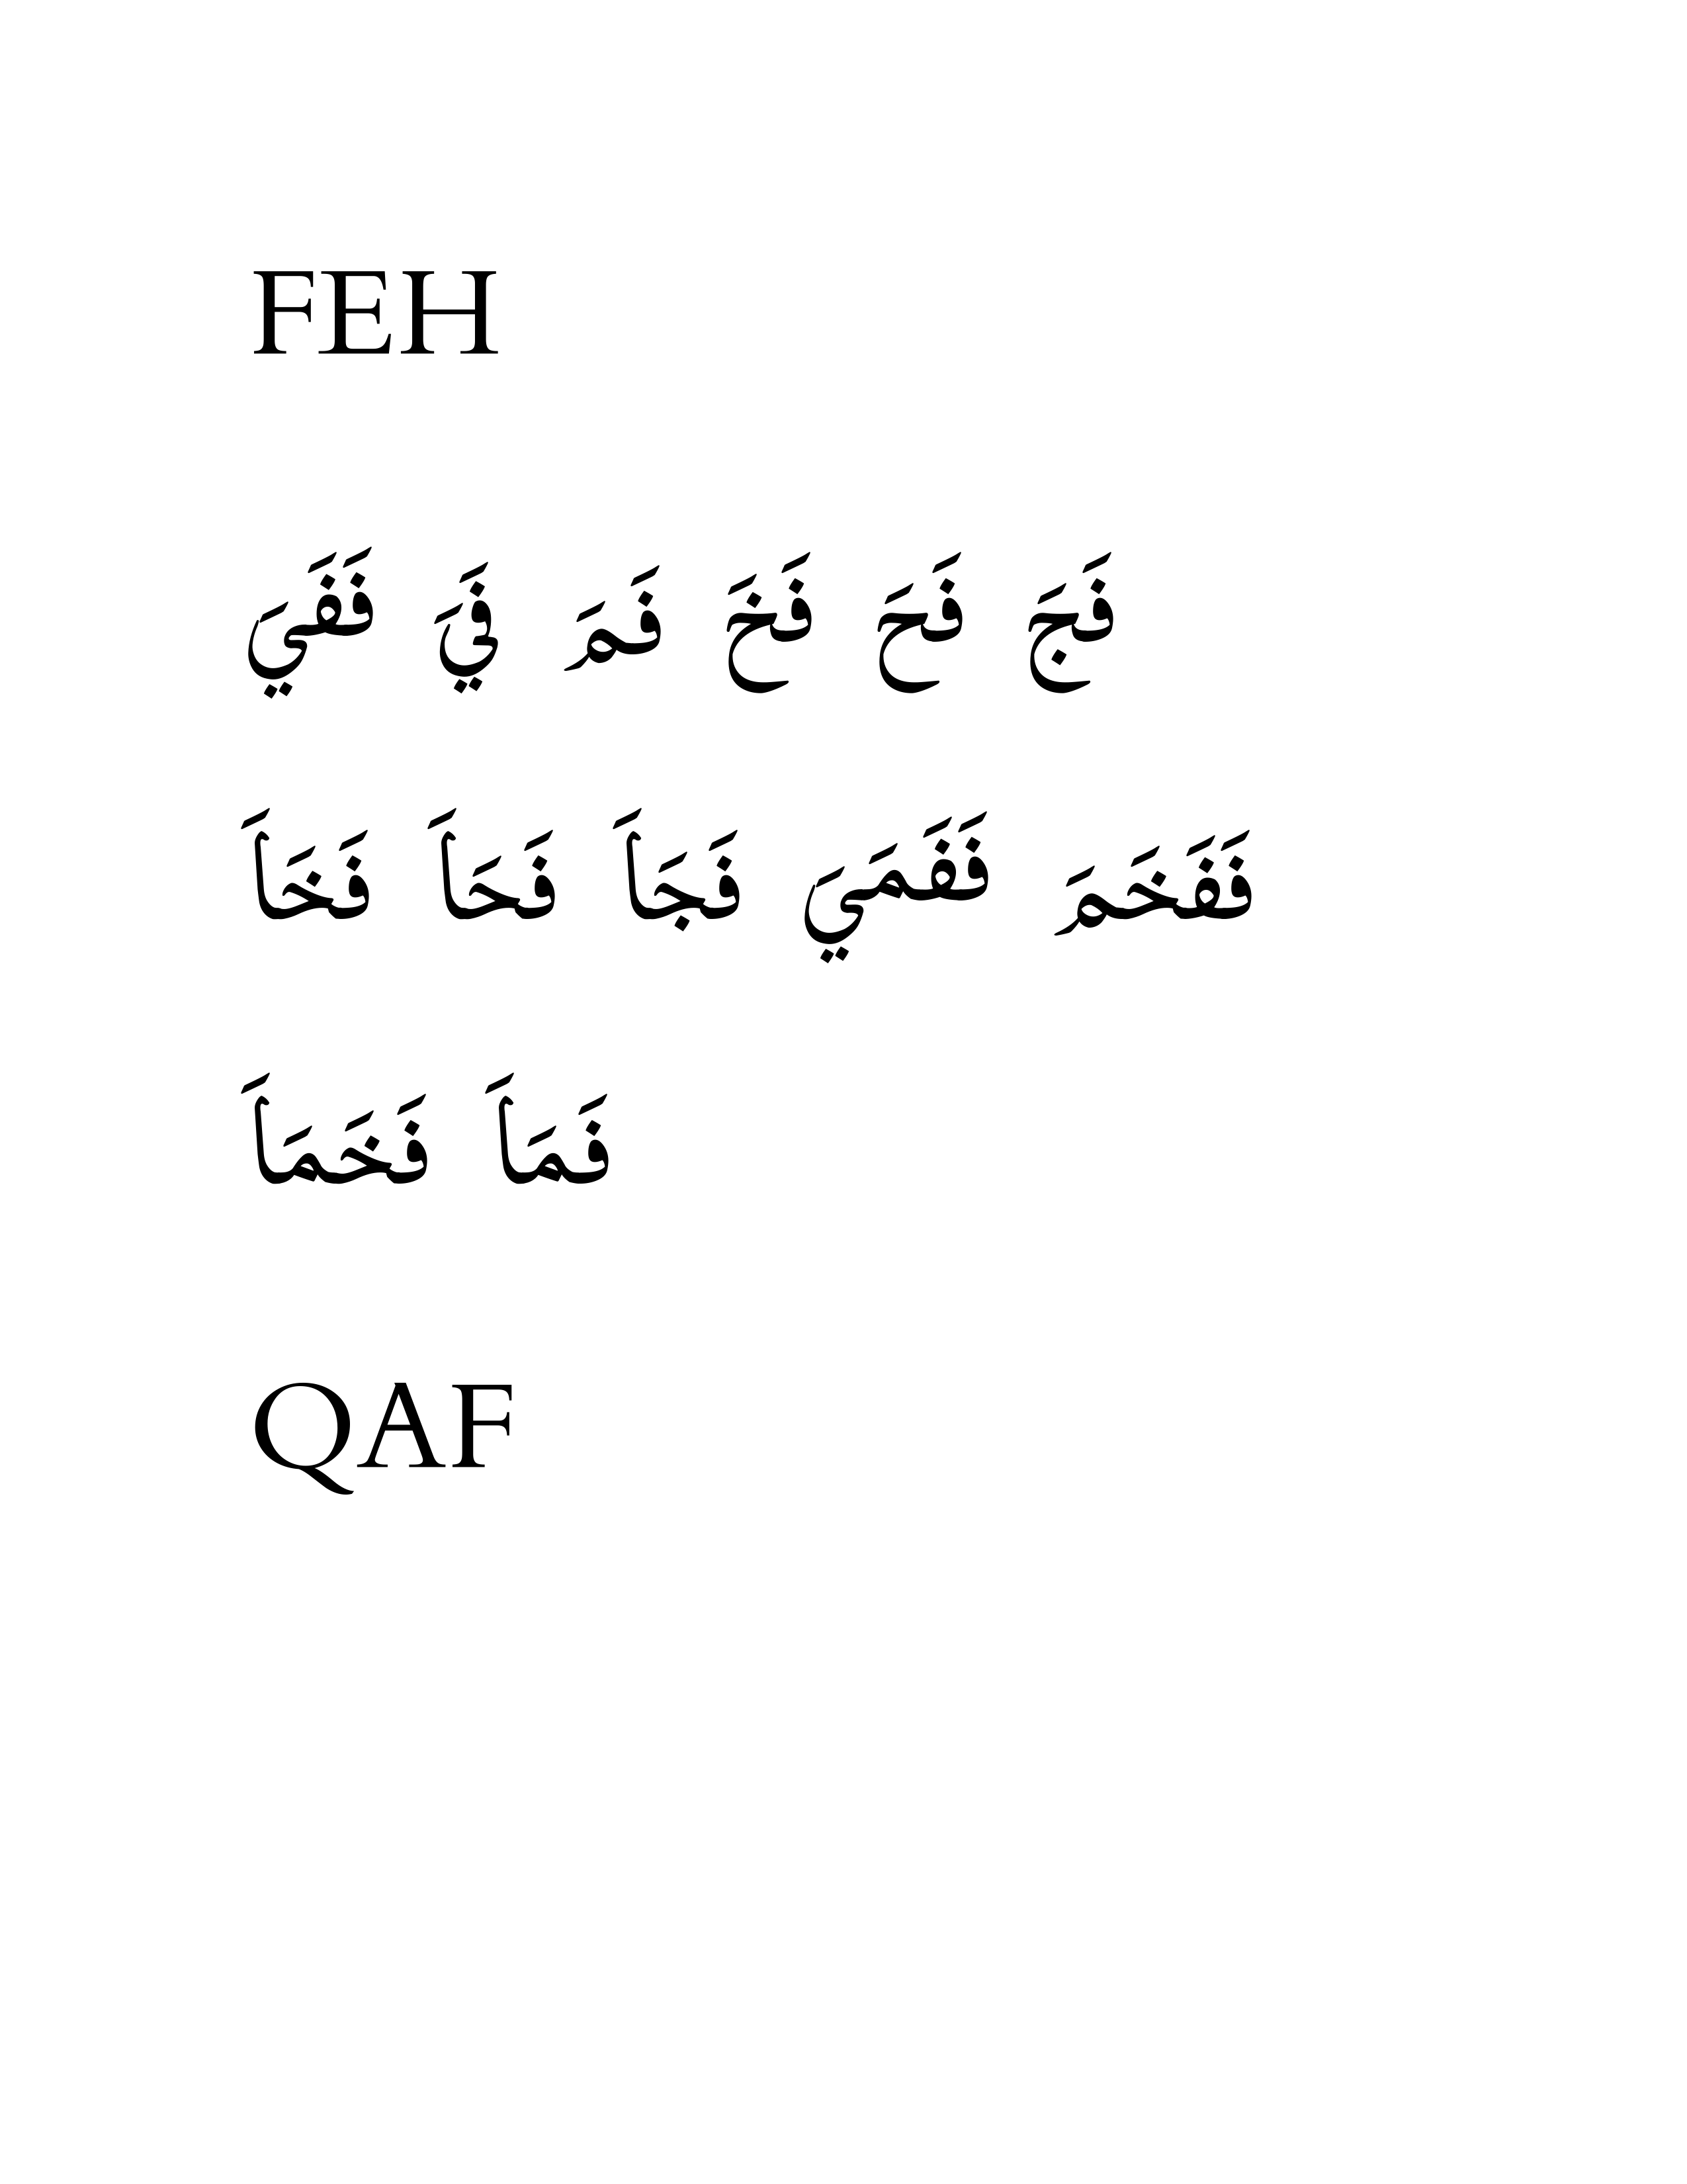 FEH
فَجَ فَحَ فَخَ فَمَ فَيَ فَفَيَ
فَفَخَمَ فَفَمَيَ فَجَاَ فَحَاَ فَخَاَ
فَمَاَ فَخَمَاَ
QAF